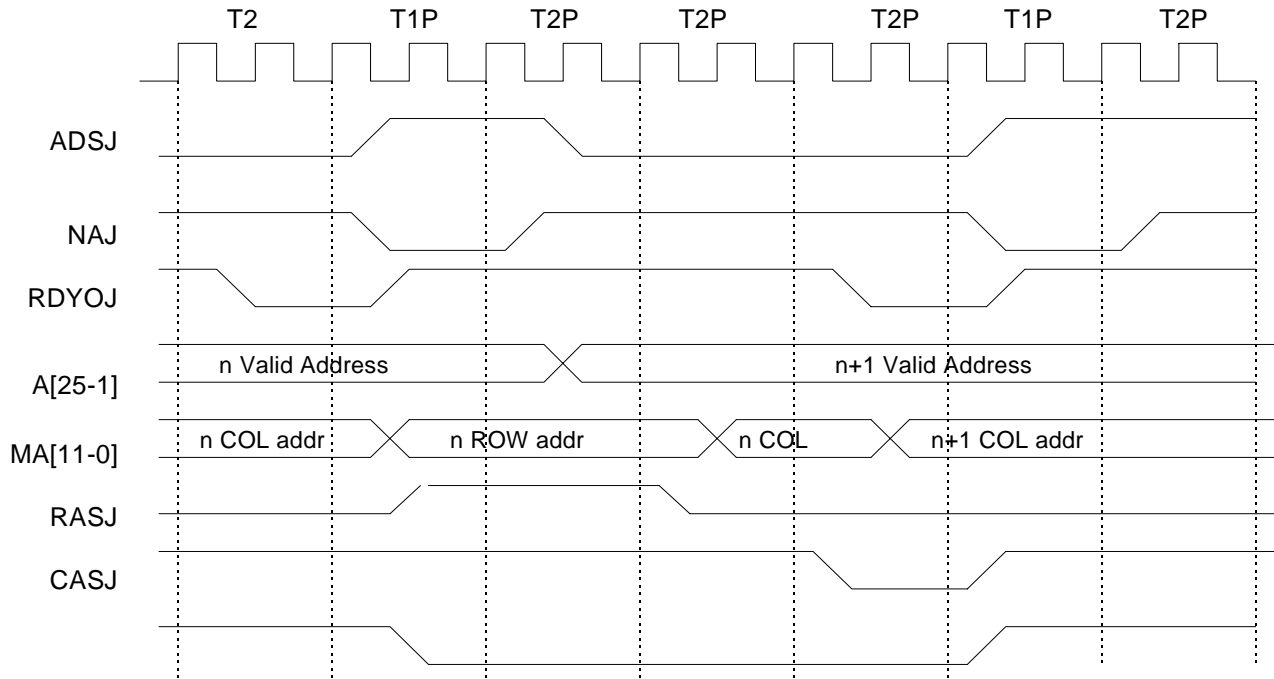 T2 T1P T2P T2P T2P T1P T2P
ADSJ
NAJ
RDYOJ
n Valid Address n+1 Valid Address
A[25-1]
n COL addr n ROW addr n COL n+1 COL addr
MA[11-0]
RASJ
CASJ